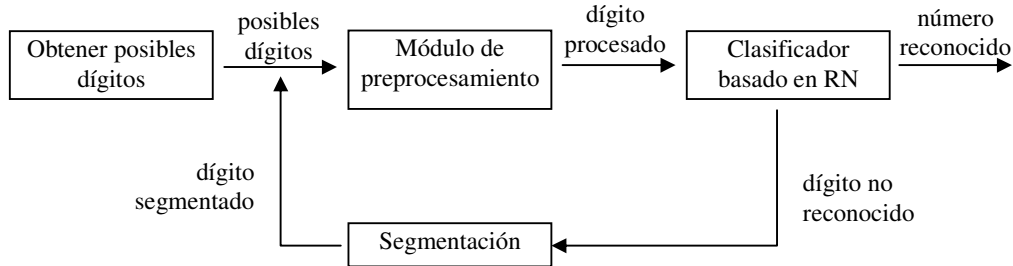 Obtener posibles
dígitos
posibles
dígitos
Módulo de
preprocesamiento
dígito
procesado
Clasificador
basado en RN
número
reconocido
dígito
segmentado
dígito no
reconocido
Segmentación